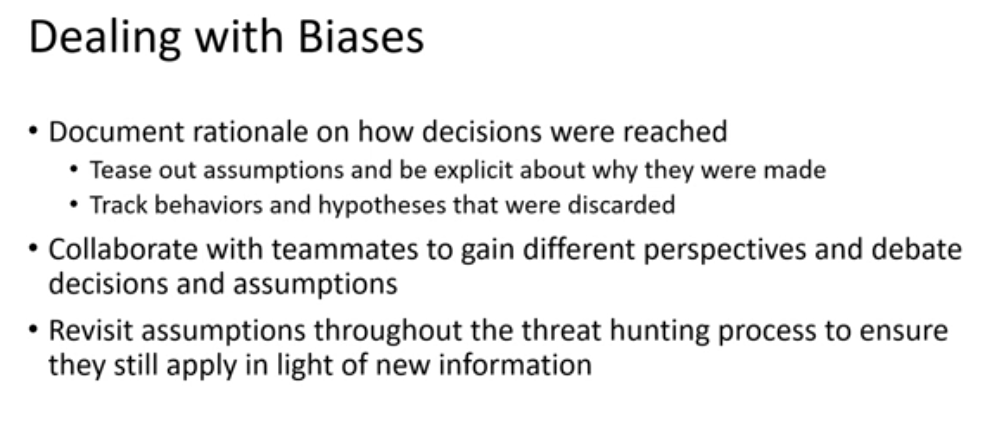 Dealing with Biases
• Document rationale on how decisions were reached
• Tease out assumptions and be explicit about why they were made
• Track behaviors and hypotheses that were discarded
• Collaborate with teammates to gain different perspectives and debate
decisions and assumptions
• Revisit assumptions throughout the threat hunting process to ensure
they still apply in light of new information